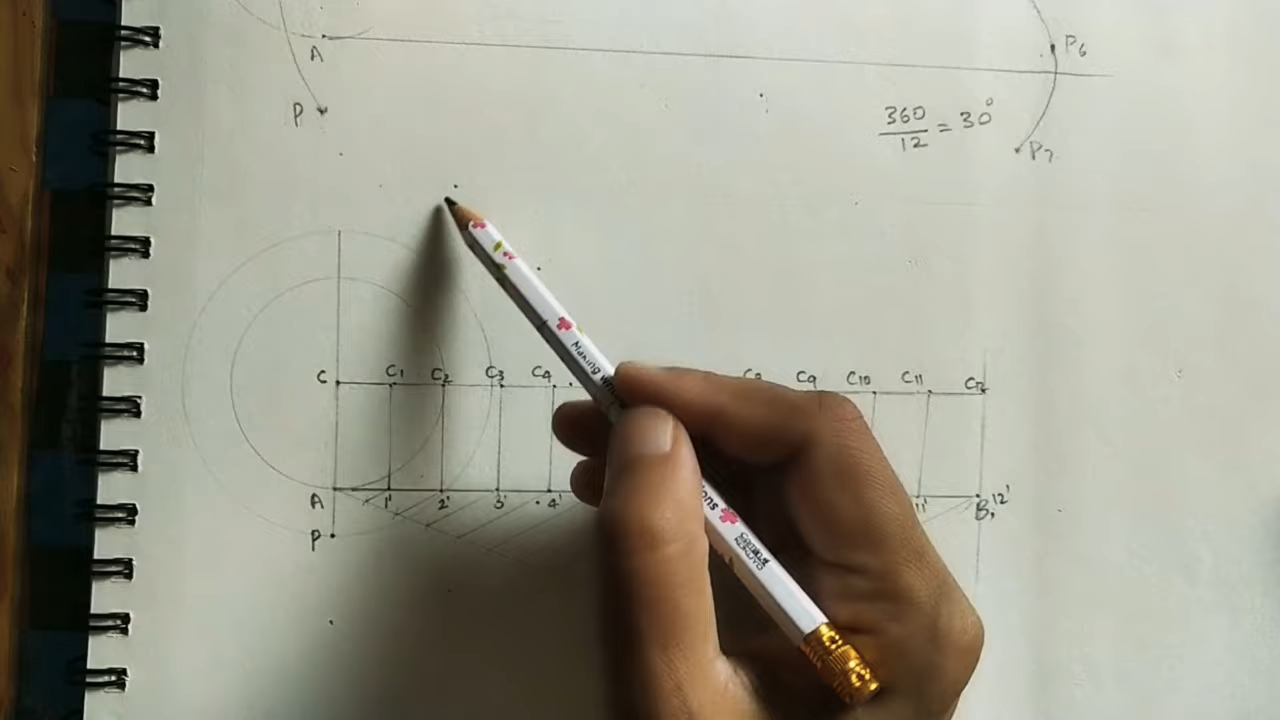 A
P
P6
360/12 = 30°
P7
C C1 C2 C3 C4 C9 C10 C11 C12
A 1' 2' 3' 4' 11' B,12'
P
Making